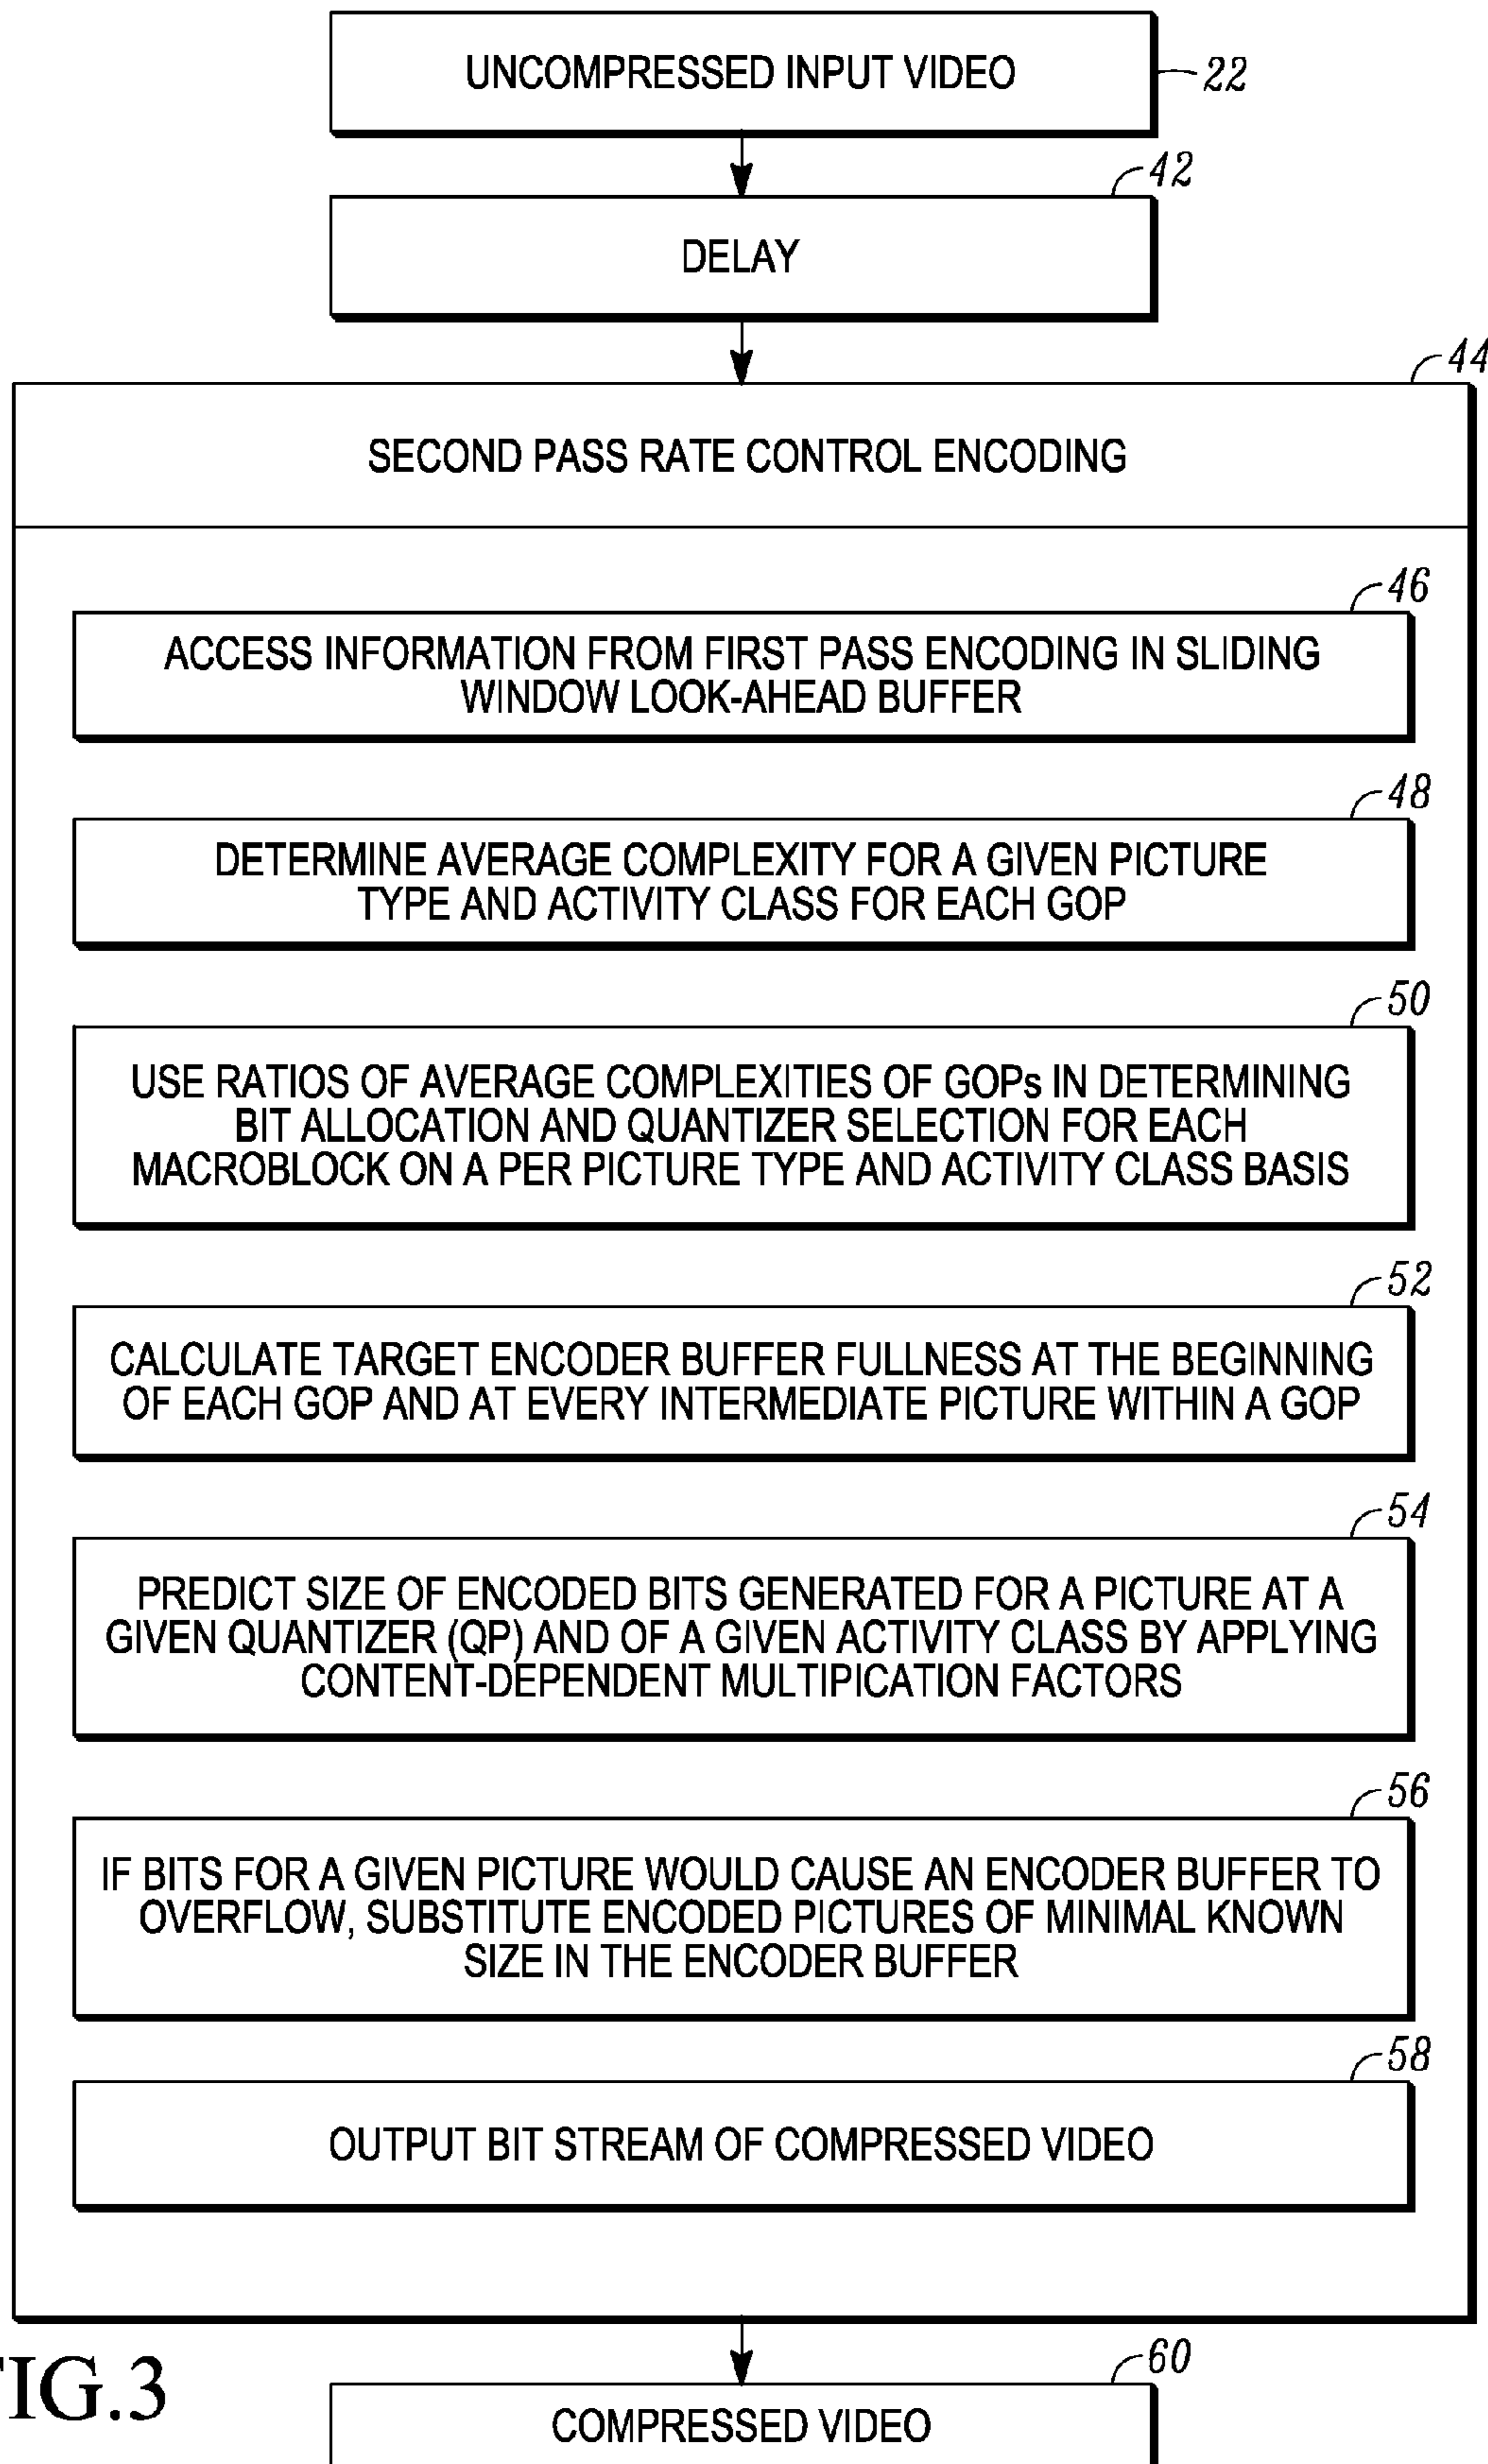 UNCOMPRESSED INPUT VIDEO
22
42
DELAY
44
SECOND PASS RATE CONTROL ENCODING
46
ACCESS INFORMATION FROM FIRST PASS ENCODING IN SLIDING
WINDOW LOOK-AHEAD BUFFER
48
DETERMINE AVERAGE COMPLEXITY FOR A GIVEN PICTURE
TYPE AND ACTIVITY CLASS FOR EACH GOP
50
USE RATIOS OF AVERAGE COMPLEXITIES OF GOPs IN DETERMINING
BIT ALLOCATION AND QUANTIZER SELECTION FOR EACH
MACROBLOCK ON A PER PICTURE TYPE AND ACTIVITY CLASS BASIS
52
CALCULATE TARGET ENCODER BUFFER FULLNESS AT THE BEGINNING
OF EACH GOP AND AT EVERY INTERMEDIATE PICTURE WITHIN A GOP
54
PREDICT SIZE OF ENCODED BITS GENERATED FOR A PICTURE AT A
GIVEN QUANTIZER (QP) AND OF A GIVEN ACTIVITY CLASS BY APPLYING
CONTENT-DEPENDENT MULTIPICATION FACTORS
56
IF BITS FOR A GIVEN PICTURE WOULD CAUSE AN ENCODER BUFFER TO
OVERFLOW, SUBSTITUTE ENCODED PICTURES OF MINIMAL KNOWN
SIZE IN THE ENCODER BUFFER
58
OUTPUT BIT STREAM OF COMPRESSED VIDEO
60
COMPRESSED VIDEO
FIG.3